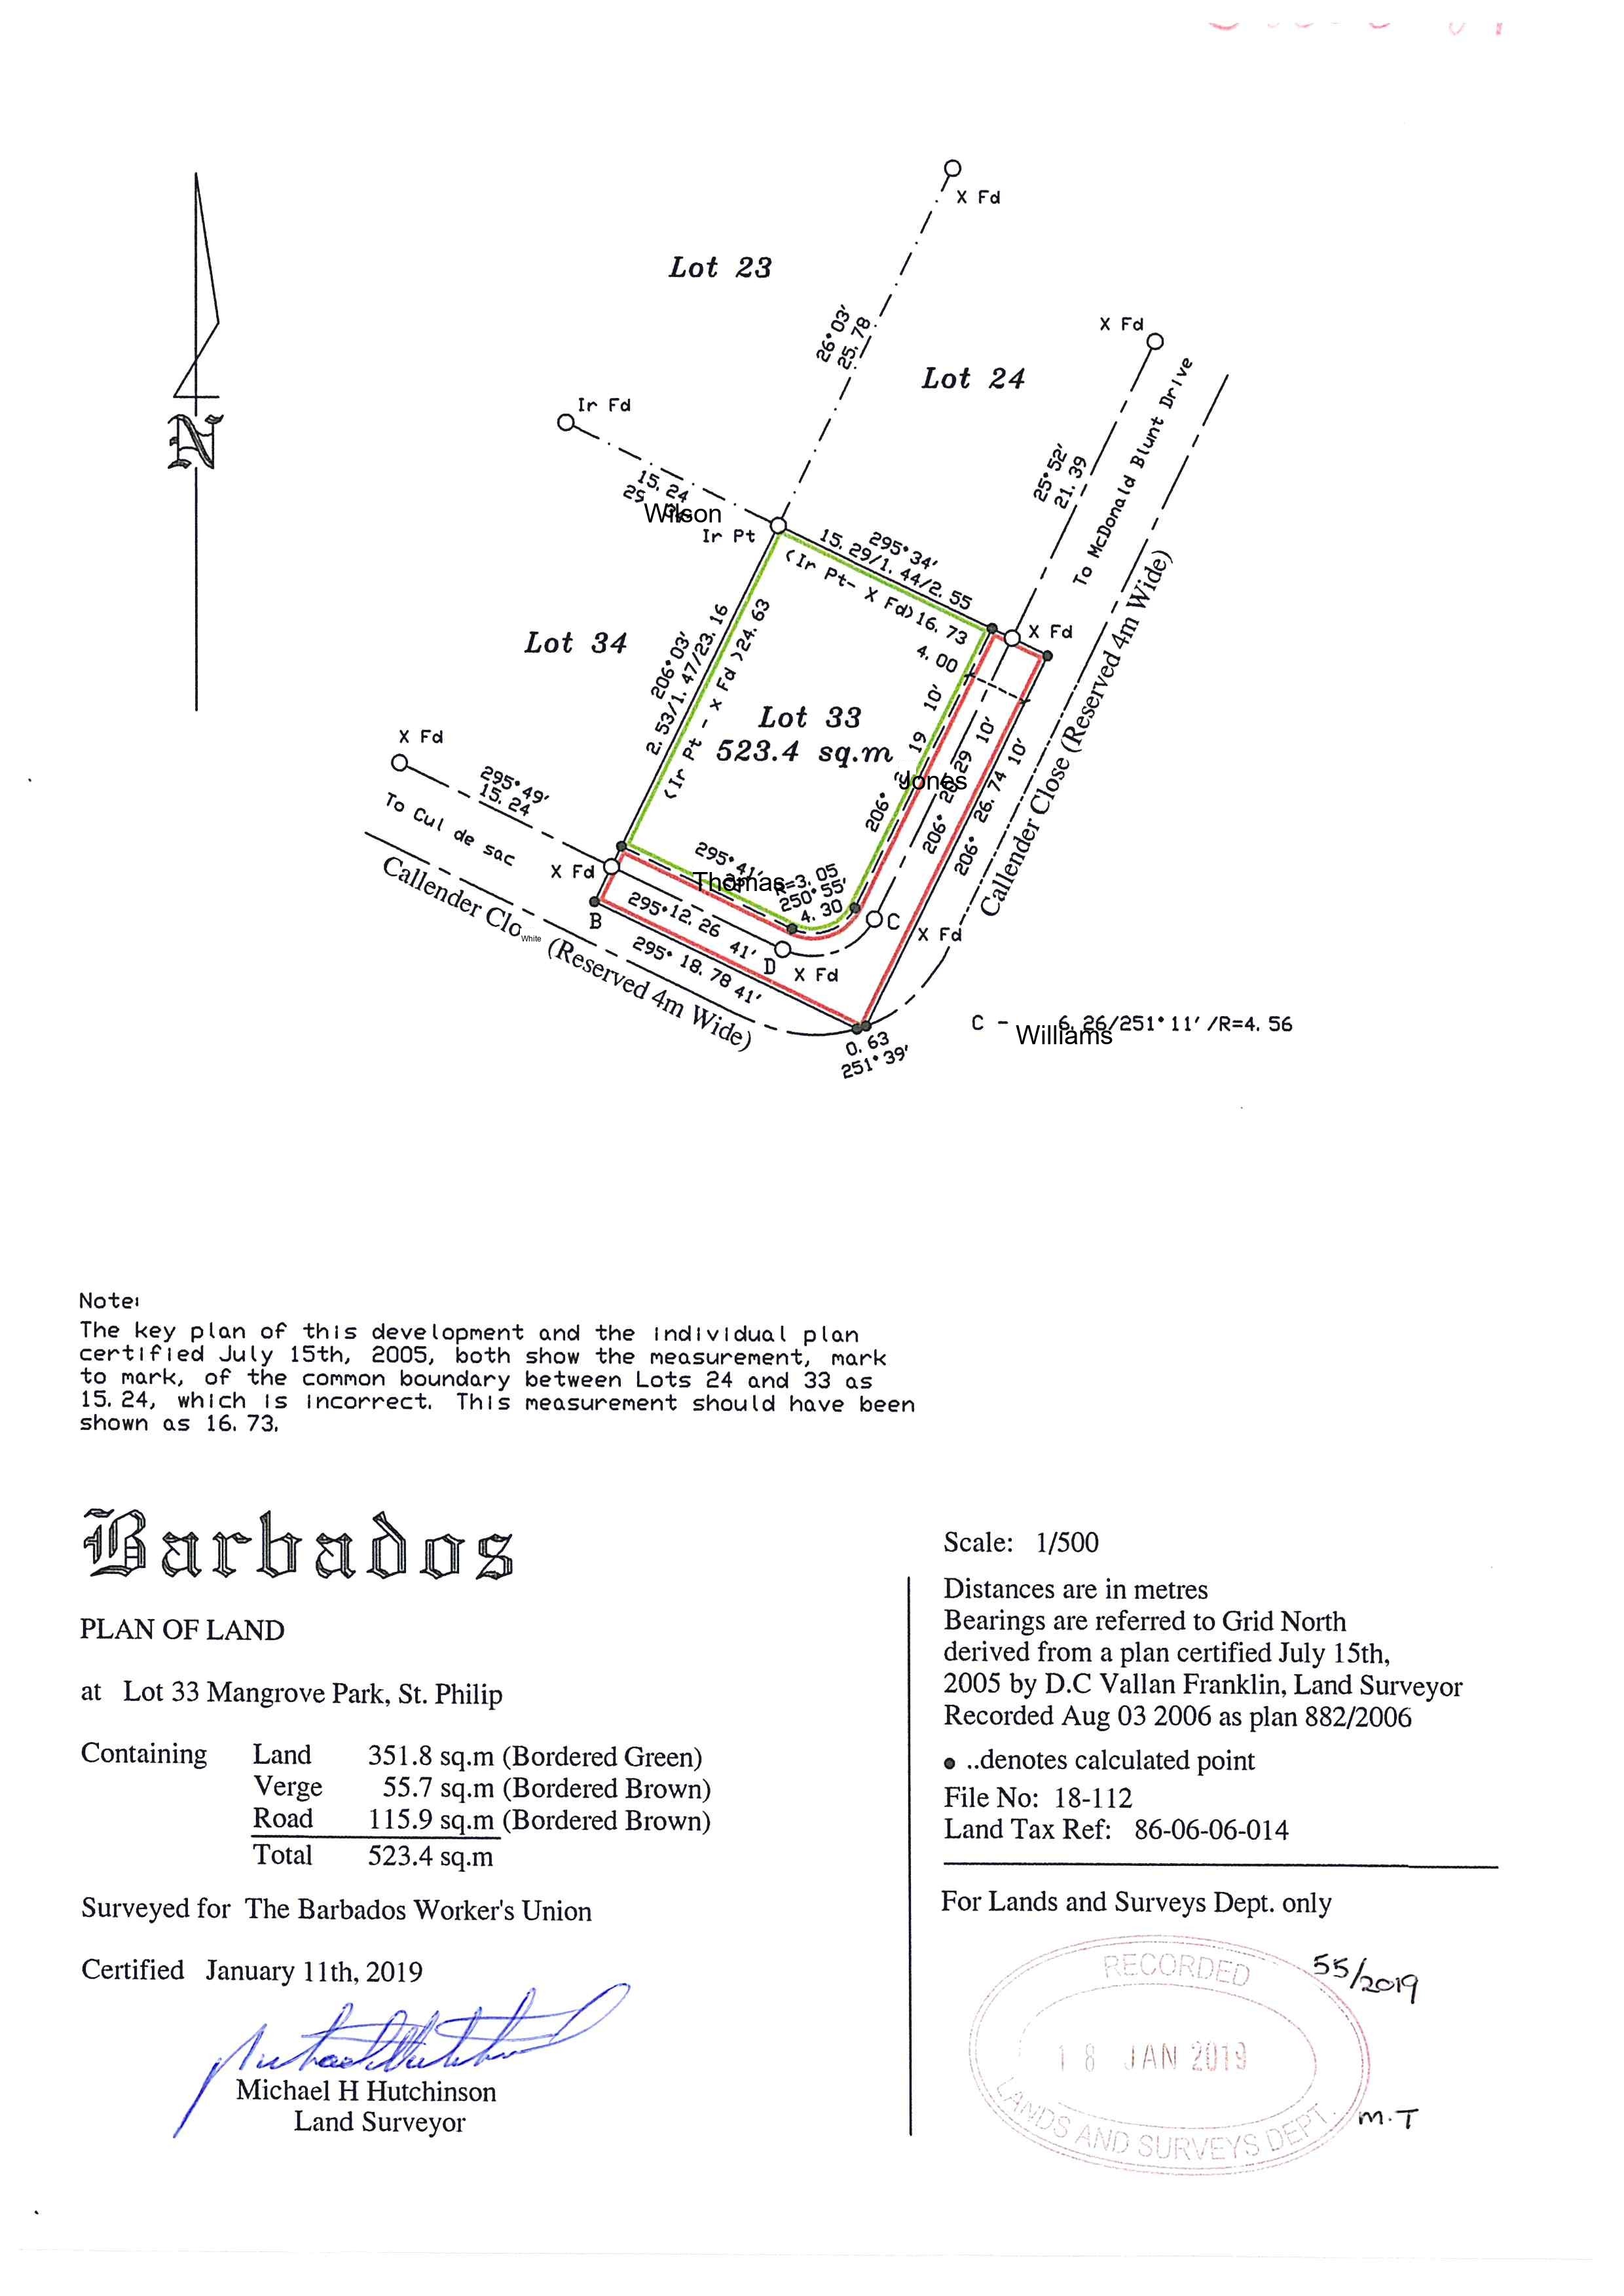 X Fd
Lot 23
26°03'
25.78
X Fd
Lot 24
Ir Fd
To McDonald Blunt Drive
25°52'
21.39
15.24
Wilson
Ir Pt
295°34'
15.29/1.44/2.55
(Ir Pt- X Fd)16.73
X Fd
4.00
Lot 34
206°03'
2.53/1.47/23.16
(Ir Pt - x Fd )24.63
Lot 33
523.4 sq.m
Jones
206° 19 10'
206° 29 10'
206° 26.74 10'
Callender Close (Reserved 4m Wide)
X Fd
295°49'
15.24
To Cul de sac
X Fd
295°41'
Thomas
R=3.05
250°55'
4.30
C
B
295°12.26 41'
D
X Fd
X Fd
295° 18.78 41'
Callender Clo
White
(Reserved 4m Wide)
0.63
251°39'
C - 6.26/251°11'/R=4.56
Williams
Note:
The key plan of this development and the individual plan
certified July 15th, 2005, both show the measurement, mark
to mark, of the common boundary between Lots 24 and 33 as
15.24, which is incorrect. This measurement should have been
shown as 16.73.
Barbados
PLAN OF LAND
at Lot 33 Mangrove Park, St. Philip
Containing Land 351.8 sq.m (Bordered Green)
Verge 55.7 sq.m (Bordered Brown)
Road 115.9 sq.m (Bordered Brown)
Total 523.4 sq.m
Surveyed for The Barbados Worker's Union
Certified January 11th, 2019
Michael H Hutchinson
Land Surveyor
Scale: 1/500
Distances are in metres
Bearings are referred to Grid North
derived from a plan certified July 15th,
2005 by D.C Vallan Franklin, Land Surveyor
Recorded Aug 03 2006 as plan 882/2006
..denotes calculated point
File No: 18-112
Land Tax Ref: 86-06-06-014
For Lands and Surveys Dept. only
RECORDED
55/2019
18 JAN 2019
LANDS AND SURVEYS DEPT.
M.T
N